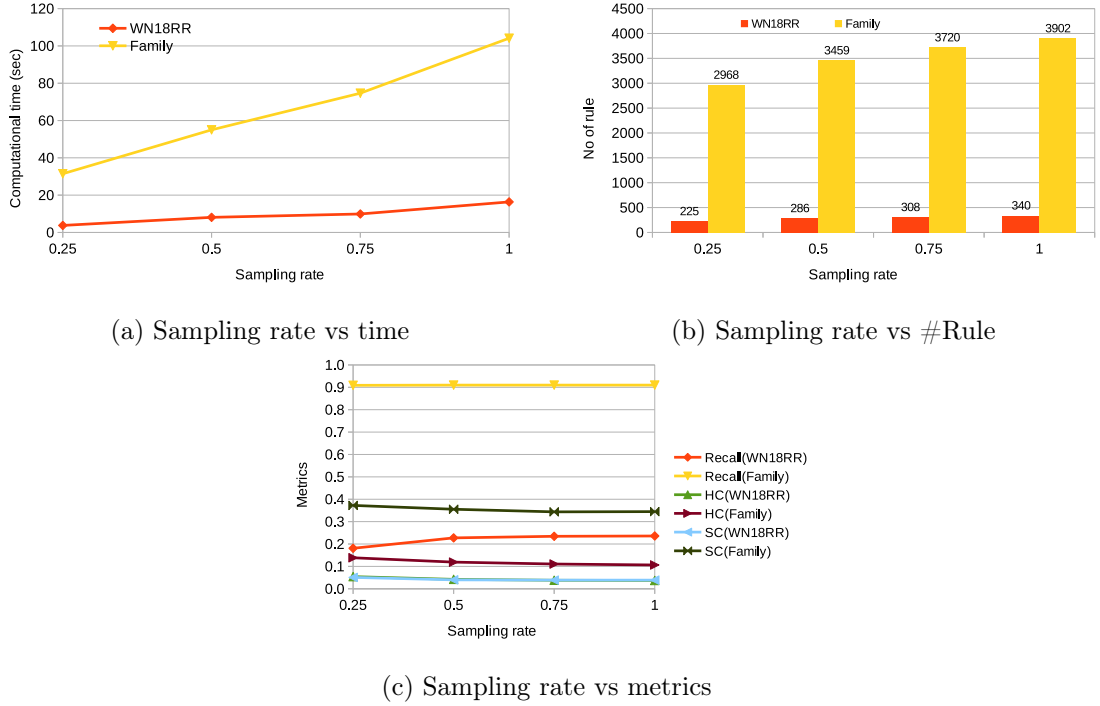 120
100
80
60
40
20
0
Computational time (sec)
WN18RR
Family
0.25 0.5 0.75 1
Sampling rate
(a) Sampling rate vs time
4500
4000
3500
3000
2500
2000
1500
1000
500
0
No of rule
WN18RR Family
225 2968 286 3459 308 3720 340 3902
0.25 0.5 0.75 1
Sampling rate
(b) Sampling rate vs #Rule
1.0
0.9
0.8
0.7
0.6
0.5
0.4
0.3
0.2
0.1
0.0
Metrics
0.25 0.5 0.75 1
Sampling rate
Recall(WN18RR)
Recall(Family)
HC(WN18RR)
HC(Family)
SC(WN18RR)
SC(Family)
(c) Sampling rate vs metrics